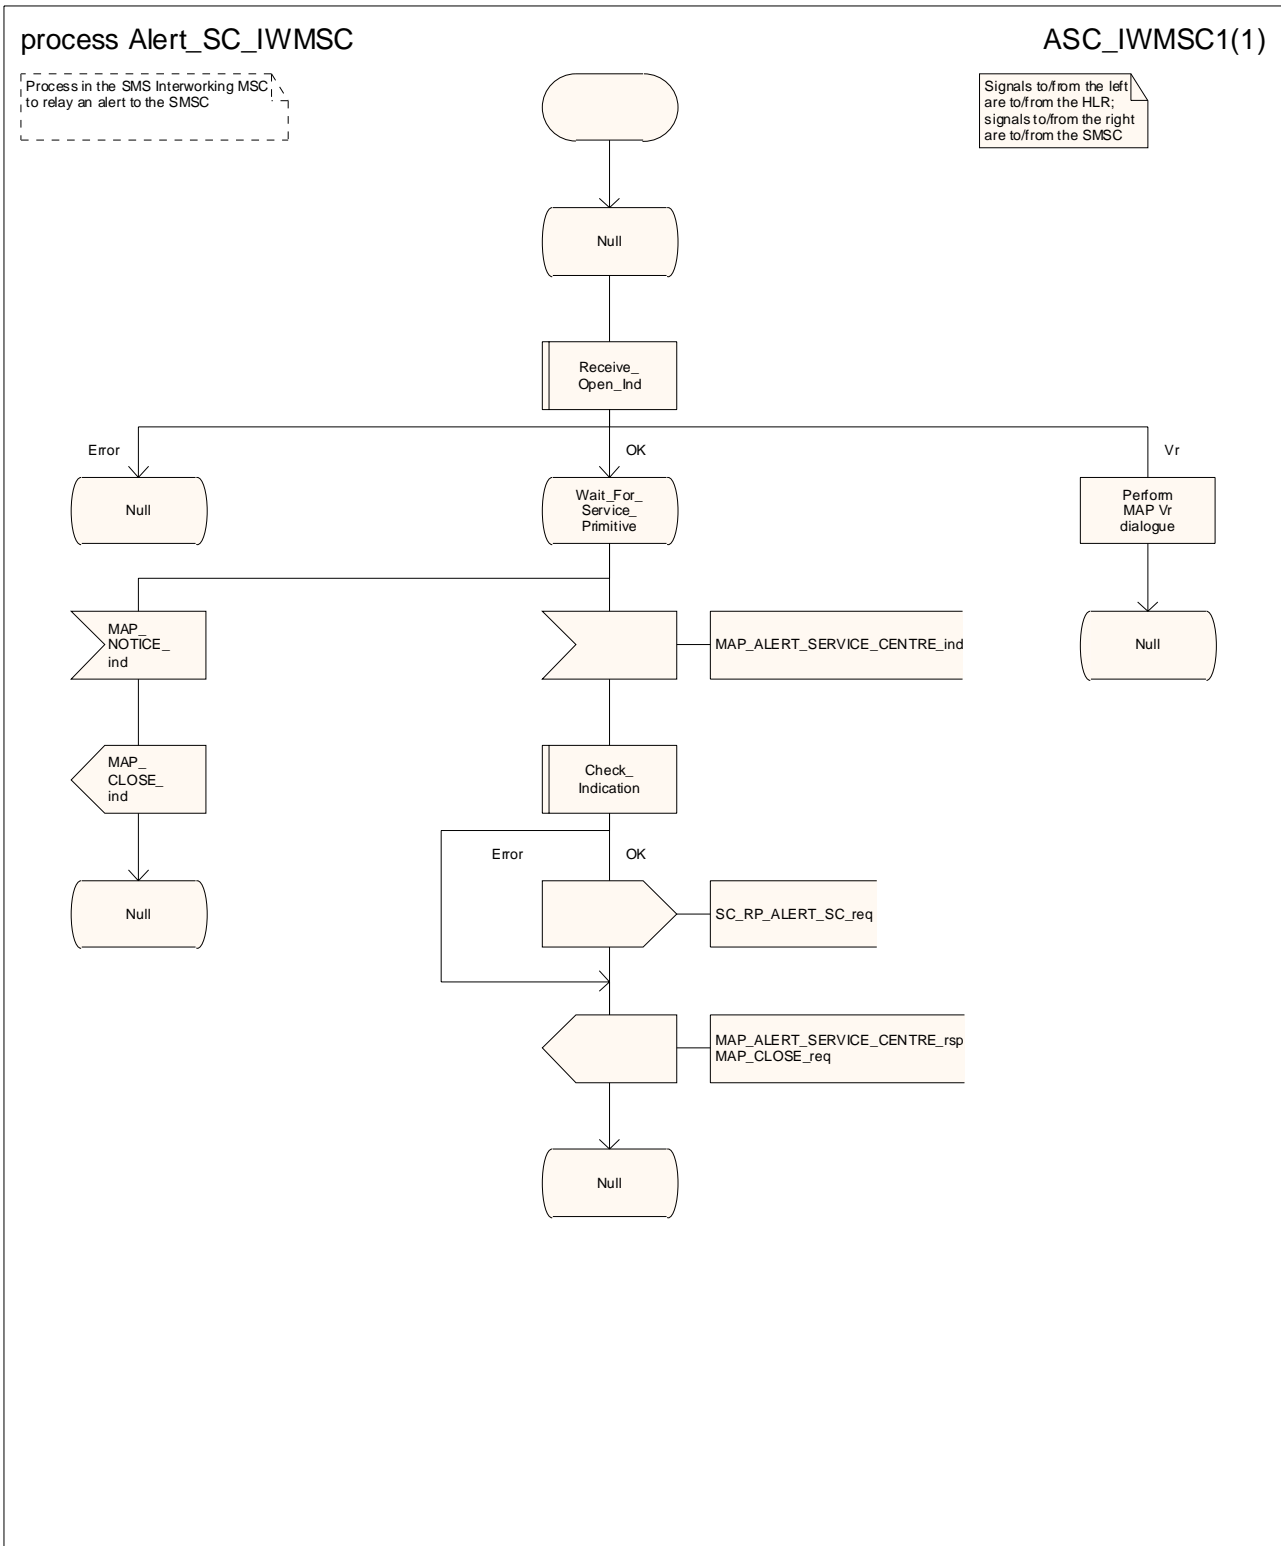 process Alert_SC_IWMSC
ASC_IWMSC1(1)
Process in the SMS Interworking MSC
to relay an alert to the SMSC
Signals to/from the left
are to/from the HLR;
signals to/from the right
are to/from the SMSC
Null
Receive_
Open_Ind
Error
OK
Vr
Null
Wait_For_
Service_
Primitive
Perform
MAP Vr
dialogue
MAP_
NOTICE_
ind
MAP_ALERT_SERVICE_CENTRE_ind
Null
MAP_
CLOSE_
ind
Check_
Indication
Error
OK
Null
SC_RP_ALERT_SC_req
MAP_ALERT_SERVICE_CENTRE_rsp
MAP_CLOSE_req
Null